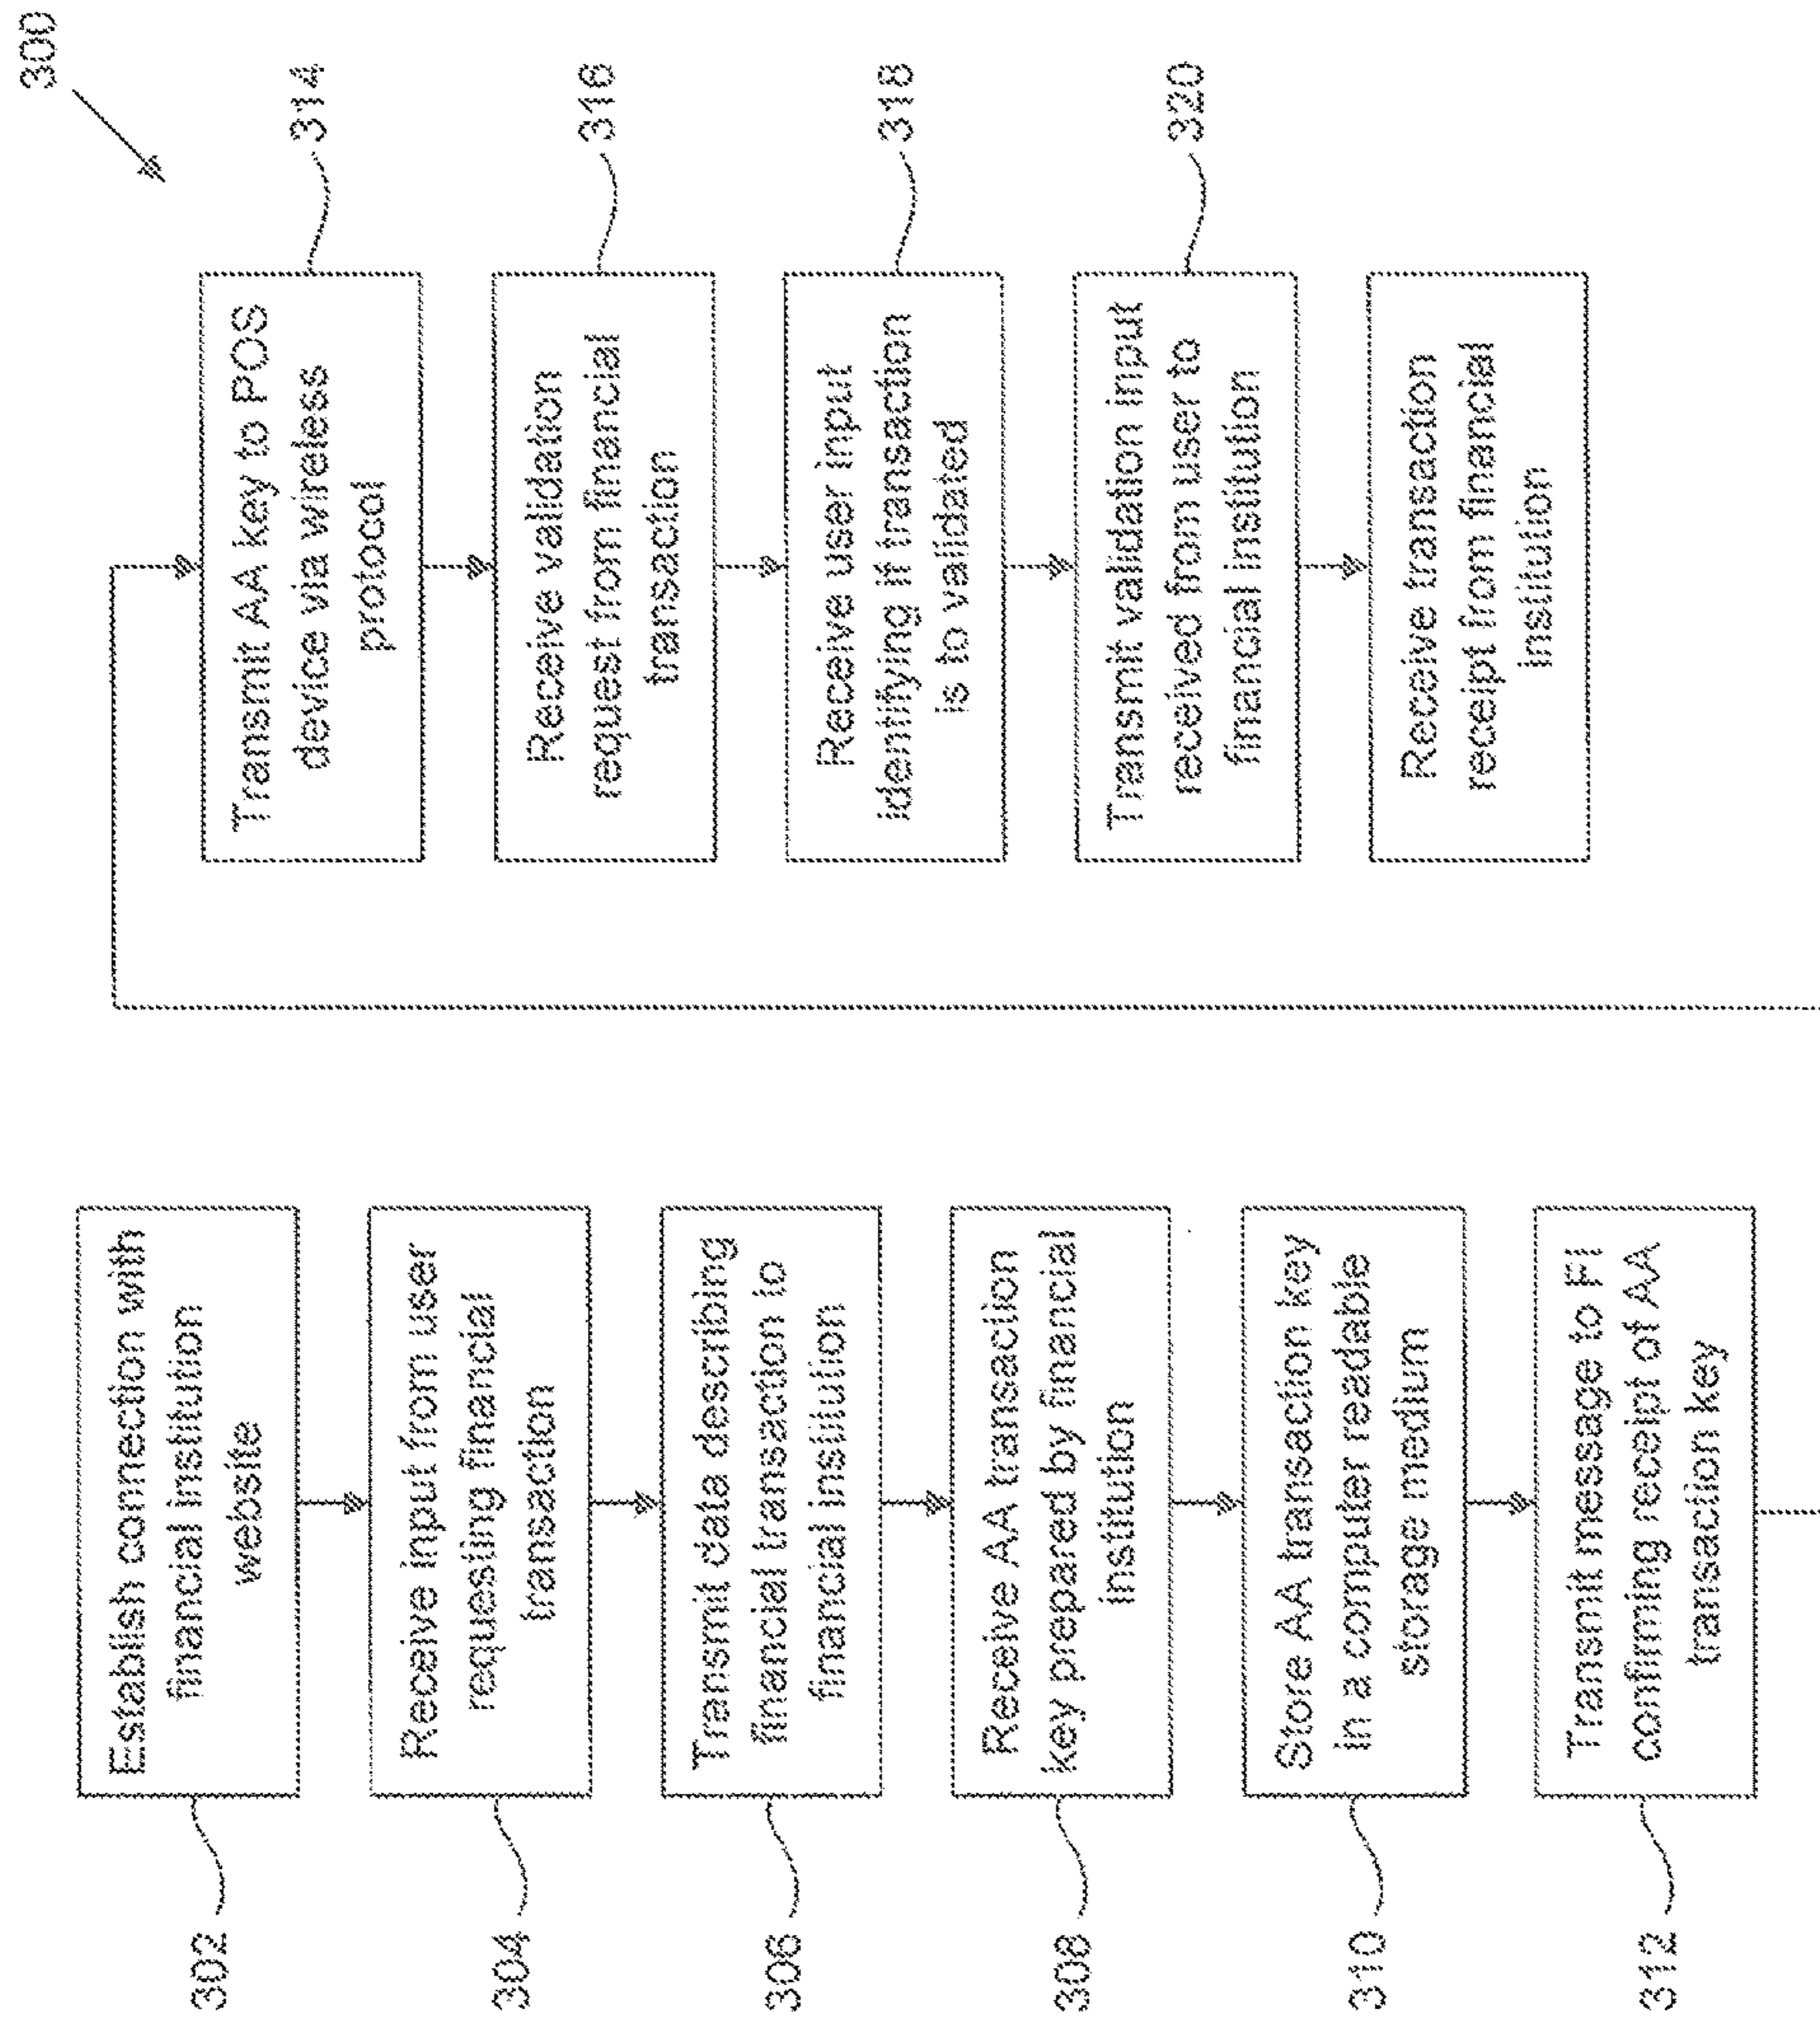 300
302
Establish connection with
financial institution
website
304
Receive input from user
requesting financial
transaction
306
Transmit data describing
financial transaction to
financial institution
308
Receive AA transaction
key prepared by financial
institution
310
Store AA transaction key
in a computer readable
storage medium
312
Transmit message to FI
confirming receipt of AA
transaction key
314
Transmit AA key to POS
device via wireless
protocol
316
Receive validation
request from financial
transaction
318
Receive user input
identifying if transaction
is to validated
320
Transmit validation input
received from user to
financial institution
Receive transaction
receipt from financial
institution